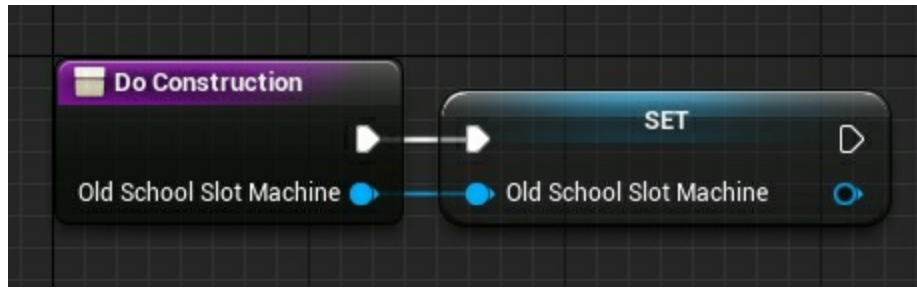 Do Construction
SET
Old School Slot Machine
Old School Slot Machine